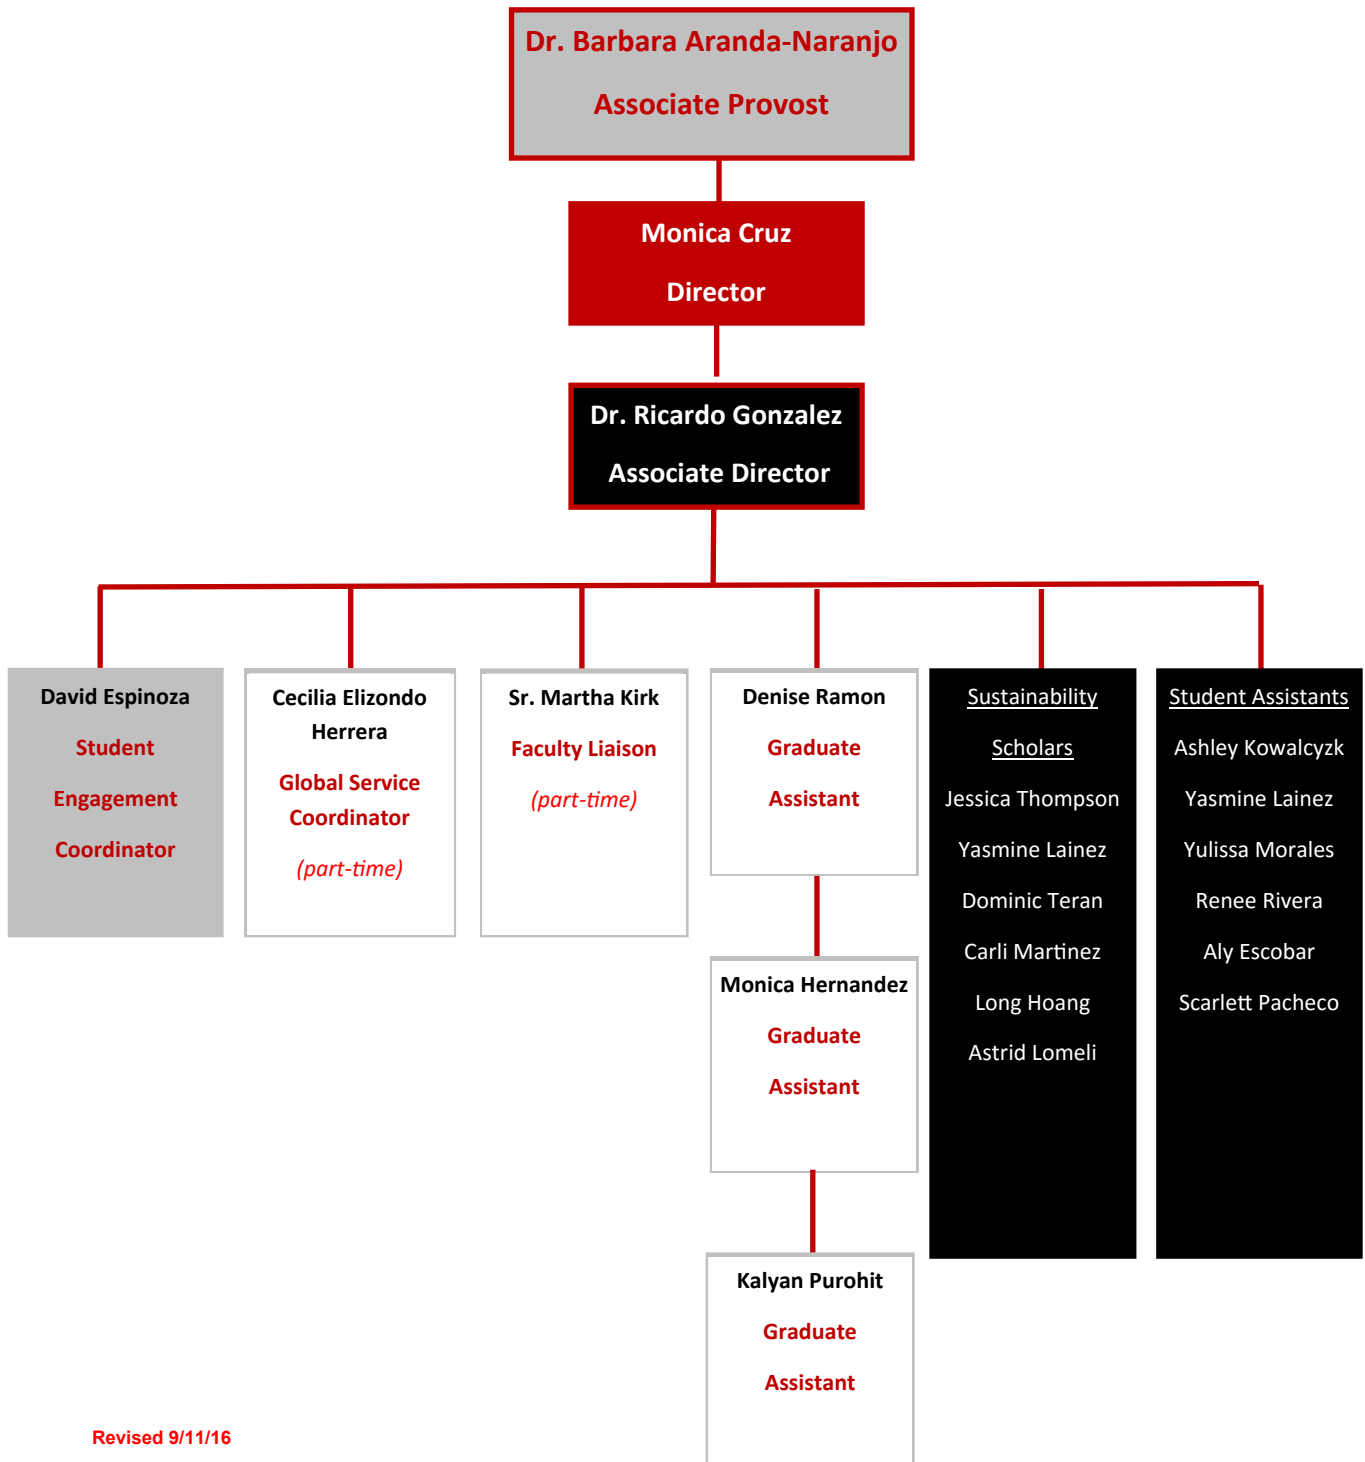 Dr. Barbara Aranda-Naranjo
Associate Provost
Monica Cruz
Director
Dr. Ricardo Gonzalez
Associate Director
David Espinoza
Student
Engagement
Coordinator
Cecilia Elizondo
Herrera
Global Service
Coordinator
(part-time)
Sr. Martha Kirk
Faculty Liaison
(part-time)
Denise Ramon
Graduate
Assistant
Monica Hernandez
Graduate
Assistant
Kalyan Purohit
Graduate
Assistant
Sustainability
Scholars
Jessica Thompson
Yasmine Lainez
Dominic Teran
Carli Martinez
Long Hoang
Astrid Lomeli
Student Assistants
Ashley Kowalcyzk
Yasmine Lainez
Yulissa Morales
Renee Rivera
Aly Escobar
Scarlett Pacheco
Revised 9/11/16